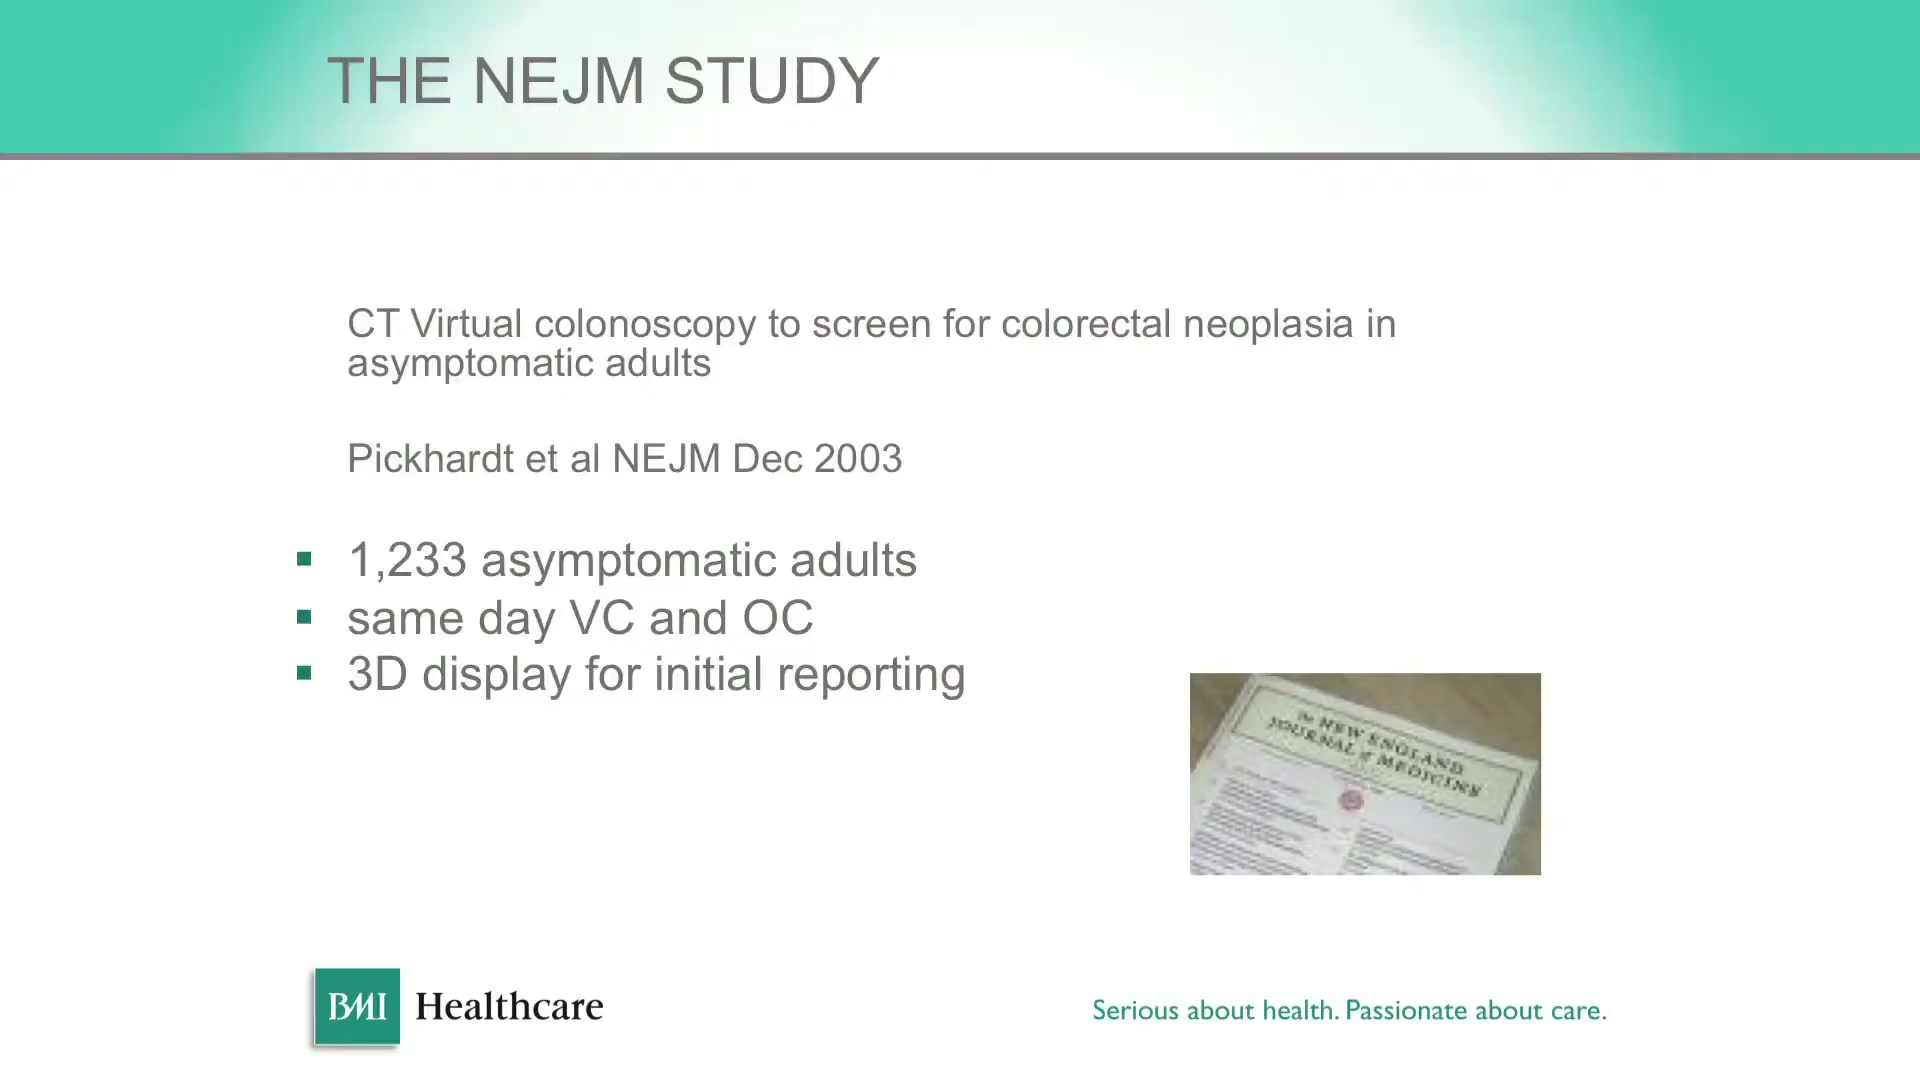 THE NEJM STUDY
CT Virtual colonoscopy to screen for colorectal neoplasia in
asymptomatic adults
Pickhardt et al NEJM Dec 2003
▪ 1,233 asymptomatic adults
▪ same day VC and OC
▪ 3D display for initial reporting
The NEW ENGLAND
JOURNAL of MEDICINE
BMI Healthcare
Serious about health. Passionate about care.